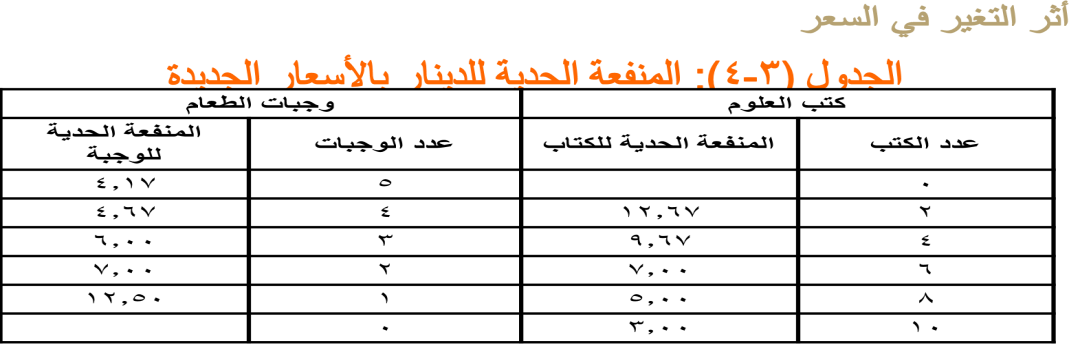 أثر التغير في السعر
الجدول (٣-٤): المنفعة الحدية للدينار بالأسعار الجديدة
كتب العلوم وجبات الطعام
عدد الكتب المنفعة الحدية للكتاب عدد الوجبات المنفعة الحدية للوجبة
٠ ٥ ٤,١٧
٢ ١٢,٦٧ ٤ ٤,٦٧
٤ ٩,٦٧ ٣ ٦,٠٠
٦ ٧,٠٠ ٢ ٧,٠٠
٨ ٥,٠٠ ١ ١٢,٥٠
١٠ ٣,٠٠ ٠